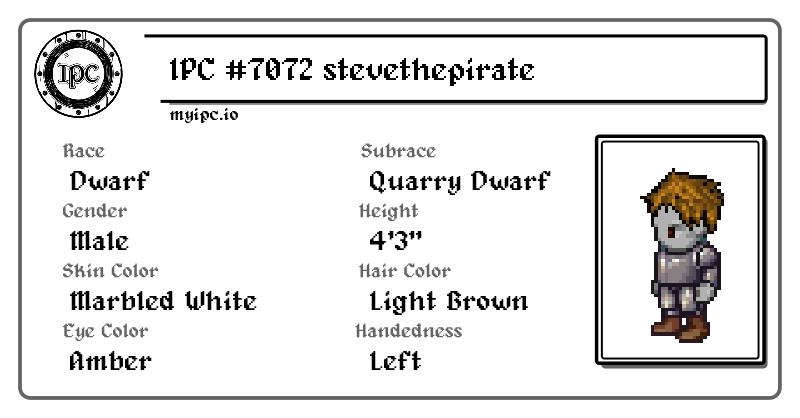 IPC
IPC #7072 stevethepirate
myipc.io
Race
Dwarf
Subrace
Quarry Dwarf
Gender
Male
Height
4'3"
Skin Color
Marbled White
Hair Color
Light Brown
Eye Color
Amber
Handedness
Left